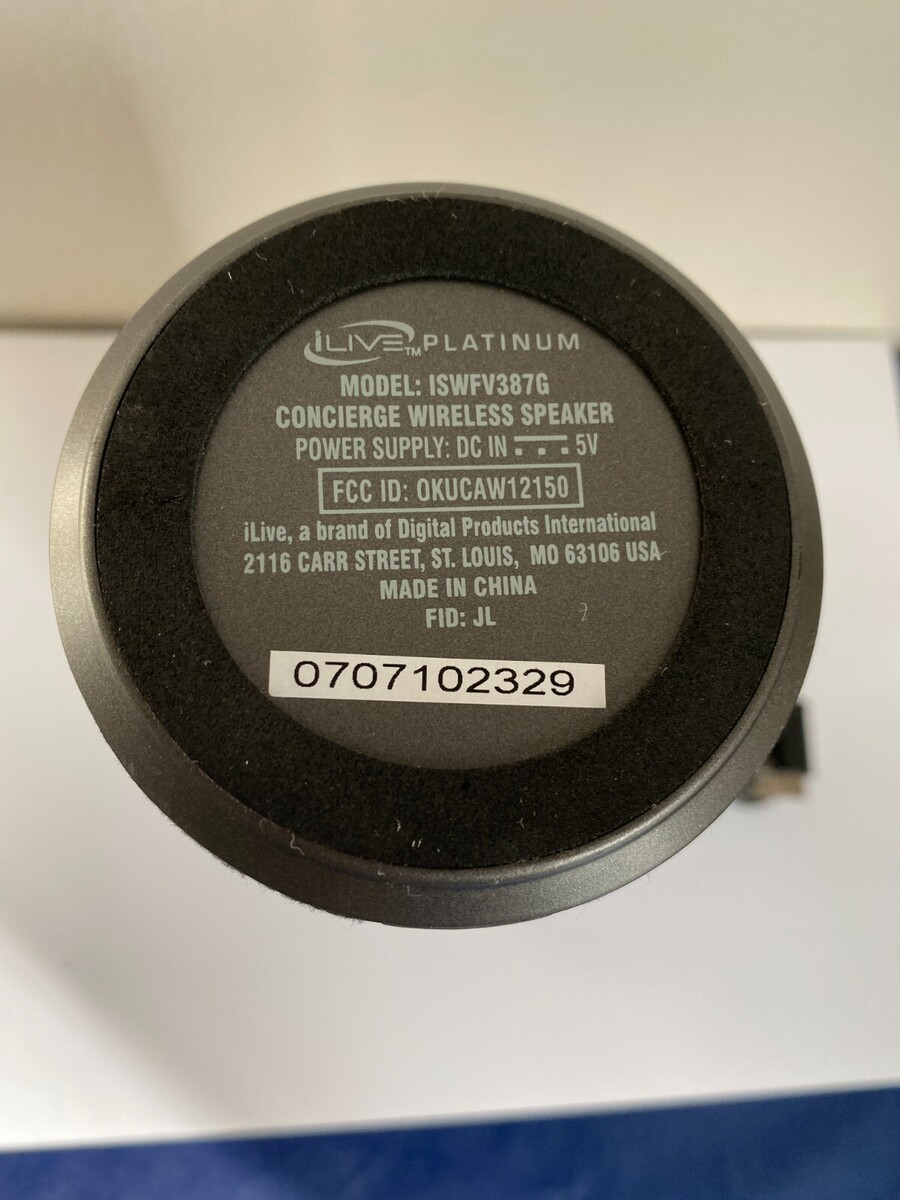 iLIVE™ PLATINUM
MODEL: ISWFV387G
CONCIERGE WIRELESS SPEAKER
POWER SUPPLY: DC IN ⎓ 5V
FCC ID: OKUCAW12150
iLive, a brand of Digital Products International
2116 CARR STREET, ST. LOUIS, MO 63106 USA
MADE IN CHINA
FID: JL
0707102329